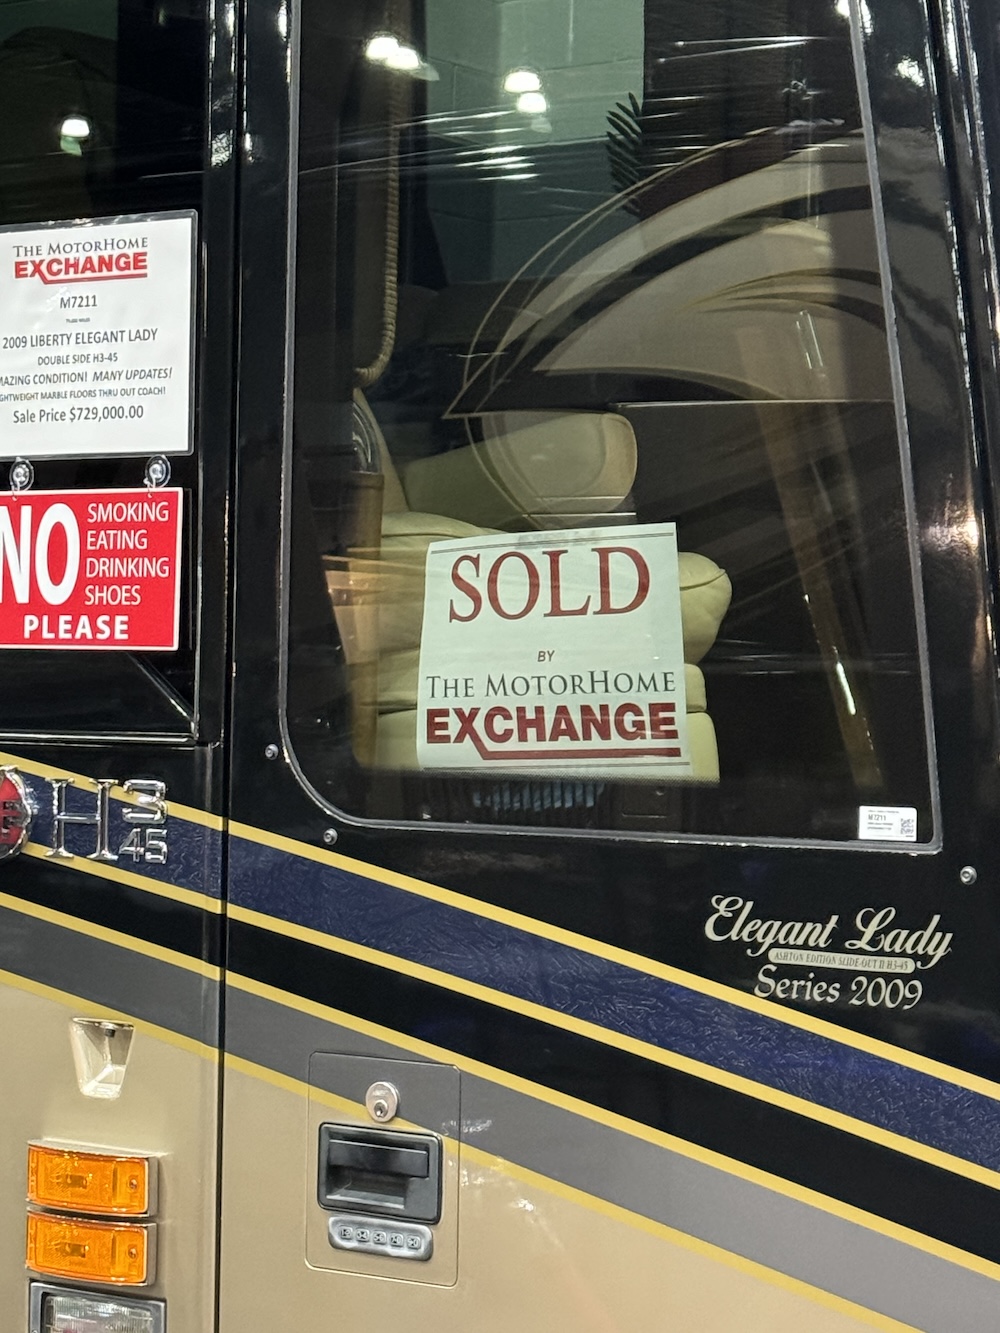 THE MOTORHOME
EXCHANGE
M7211
2009 LIBERTY ELEGANT LADY
DOUBLE SIDE H3-45
AZING CONDITION! MANY UPDATES!
GHTWEIGHT MARBLE FLOORS THRU OUT COACH!
Sale Price $729,000.00
NO SMOKING
EATING
DRINKING
SHOES
PLEASE
SOLD
BY
THE MOTORHOME
EXCHANGE
M7211
H3
45
Elegant Lady
ASHTON EDITION SLIDE-OUT II H3-45
Series 2009